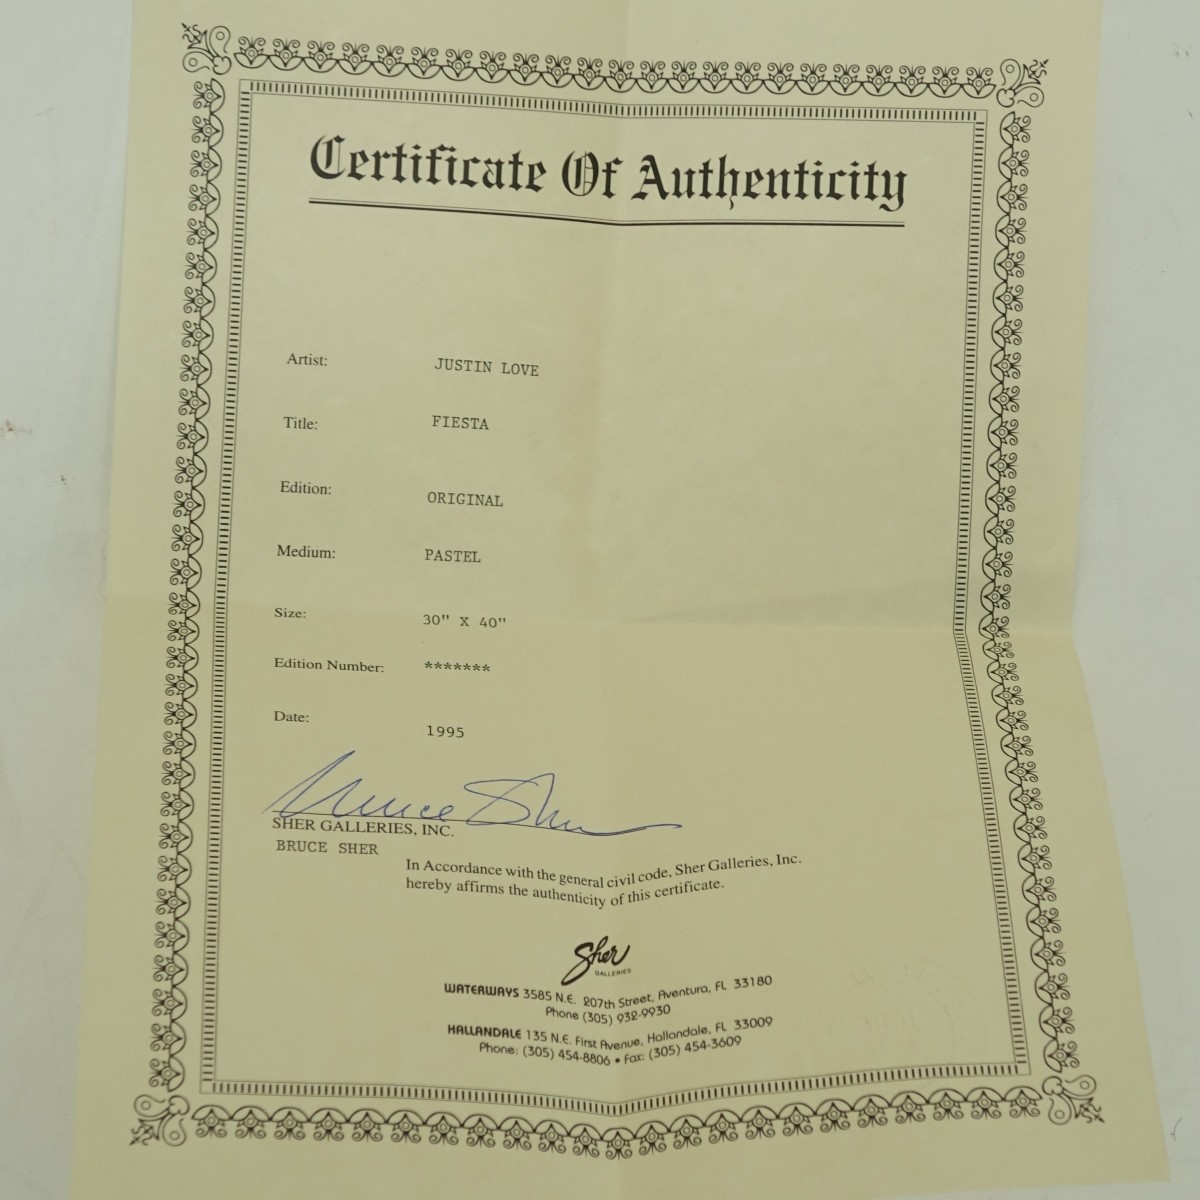 Certificate Of Authenticity
Artist: JUSTIN LOVE
Title: FIESTA
Edition: ORIGINAL
Medium: PASTEL
Size: 30" X 40"
Edition Number: *******
Date: 1995
Bruce Sher
SHER GALLERIES, INC.
BRUCE SHER
In Accordance with the general civil code, Sher Galleries, Inc.
hereby affirms the authenticity of this certificate.
Sher
GALLERIES
WATERWAYS 3585 N.E. 207th Street, Aventura, FL 33180
Phone (305) 932-9930
HALLANDALE 135 N.E. First Avenue, Hallandale, FL 33009
Phone: (305) 454-8806 • Fax: (305) 454-3609